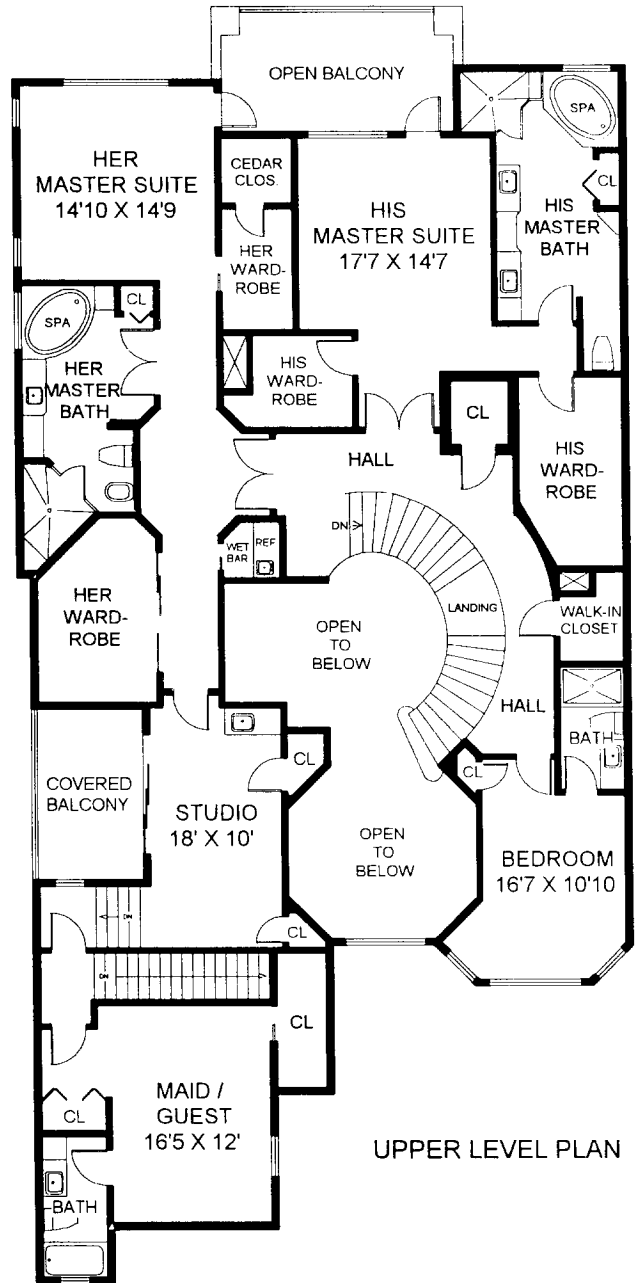 OPEN BALCONY
SPA
HER
MASTER SUITE
14'10 X 14'9
CEDAR
CLOS.
HIS
MASTER SUITE
17'7 X 14'7
CL
HIS
MASTER
BATH
HER
WARD-
ROBE
CL
SPA
HER
MASTER
BATH
HIS
WARD-
ROBE
CL
HALL
HIS
WARD-
ROBE
DN
WET
BAR
REF
HER
WARD-
ROBE
OPEN
TO
BELOW
LANDING
WALK-IN
CLOSET
HALL
BATH
COVERED
BALCONY
CL
CL
STUDIO
18' X 10'
OPEN
TO
BELOW
BEDROOM
16'7 X 10'10
DN
CL
DN
CL
MAID /
GUEST
16'5 X 12'
CL
BATH
UPPER LEVEL PLAN